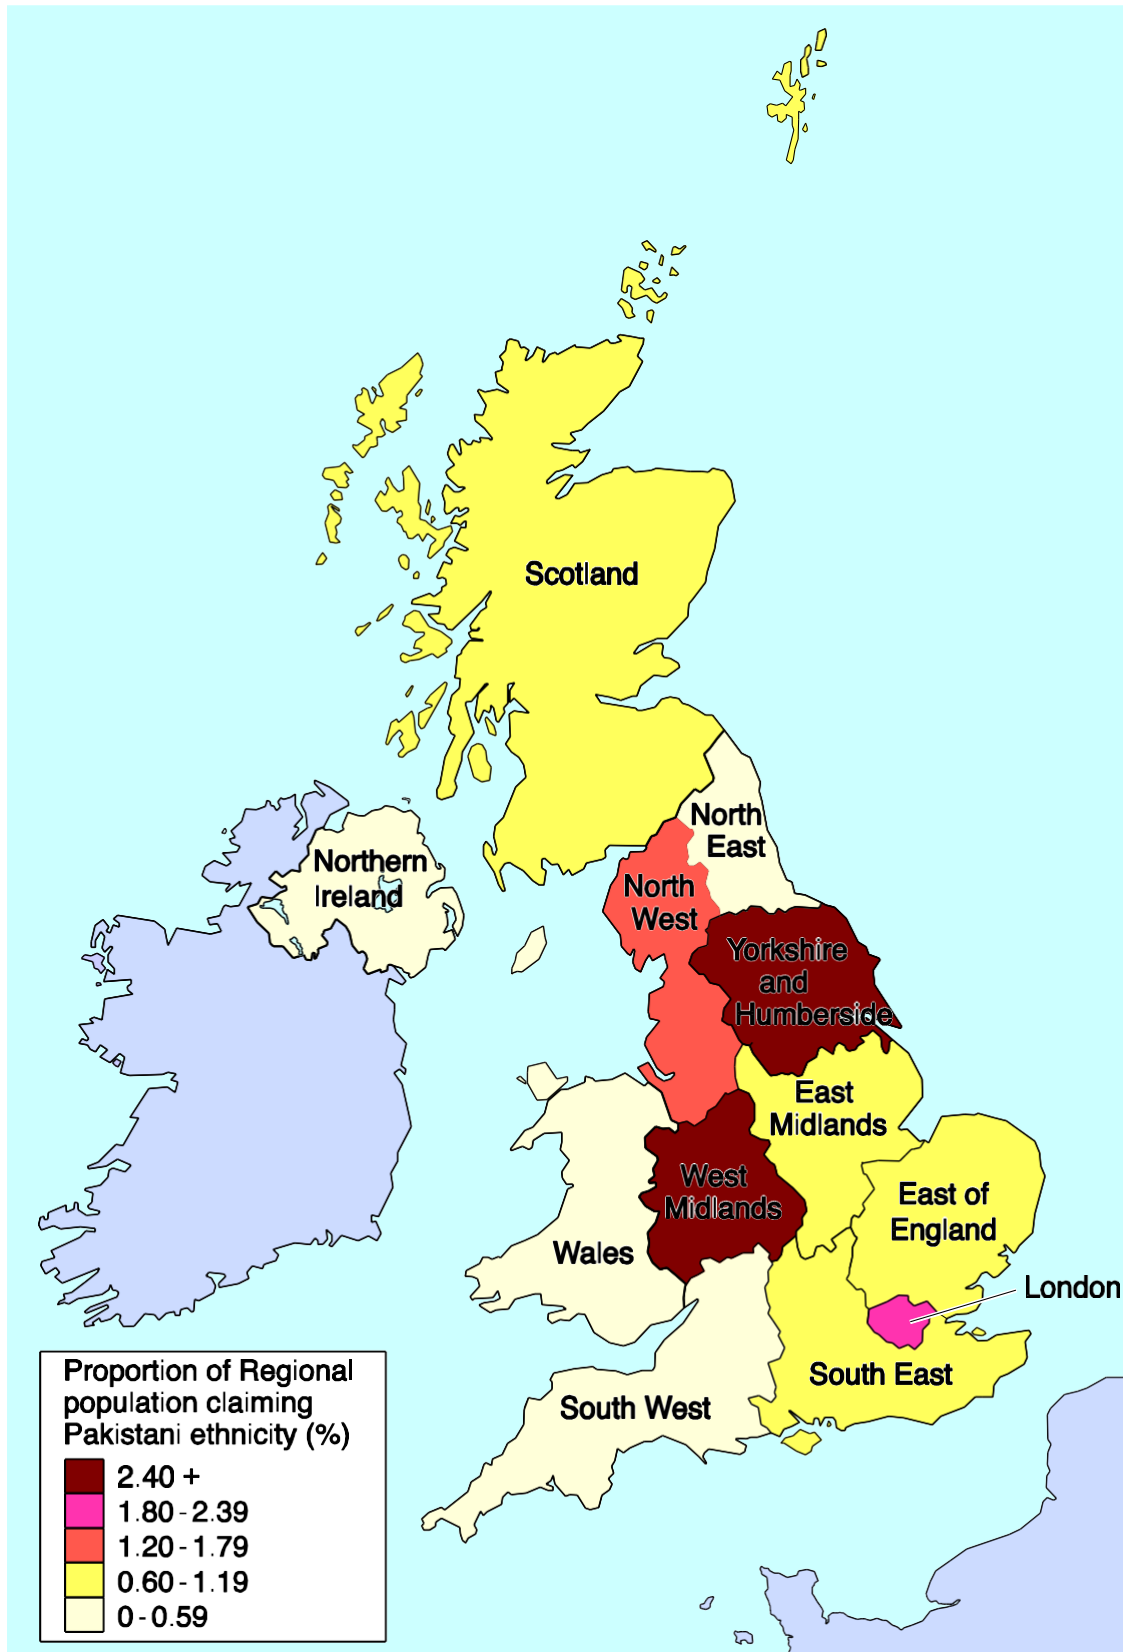 Scotland
North
East
Northern
Ireland
North
West
Yorkshire
and
Humberside
East
Midlands
West
Midlands
East of
England
Wales
London
South East
South West
Proportion of Regional
population claiming
Pakistani ethnicity (%)
2.40 +
1.80 - 2.39
1.20 - 1.79
0.60 - 1.19
0 - 0.59